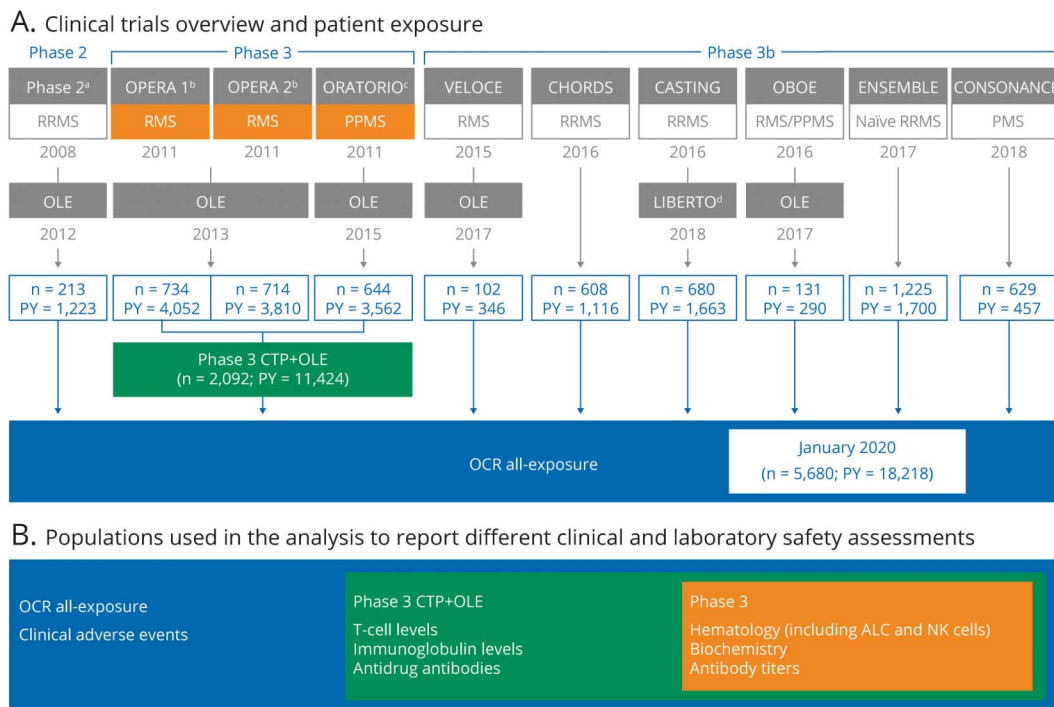 A. Clinical trials overview and patient exposure
Phase 2 Phase 3 Phase 3b
Phase 2ᵃ OPERA 1ᵇ OPERA 2ᵇ ORATORIOᶜ VELOCE CHORDS CASTING OBOE ENSEMBLE CONSONANCE
RRMS RMS RMS PPMS RMS RRMS RRMS RMS/PPMS Naïve RRMS PMS
2008 2011 2011 2011 2015 2016 2016 2016 2017 2018
OLE OLE OLE OLE LIBERTOᵈ OLE
2012 2013 2015 2017 2018 2017
n = 213 n = 734 n = 714 n = 644 n = 102 n = 608 n = 680 n = 131 n = 1,225 n = 629
PY = 1,223 PY = 4,052 PY = 3,810 PY = 3,562 PY = 346 PY = 1,116 PY = 1,663 PY = 290 PY = 1,700 PY = 457
Phase 3 CTP+OLE
(n = 2,092; PY = 11,424)
OCR all-exposure
January 2020
(n = 5,680; PY = 18,218)
B. Populations used in the analysis to report different clinical and laboratory safety assessments
OCR all-exposure
Clinical adverse events
Phase 3 CTP+OLE
T-cell levels
Immunoglobulin levels
Antidrug antibodies
Phase 3
Hematology (including ALC and NK cells)
Biochemistry
Antibody titers